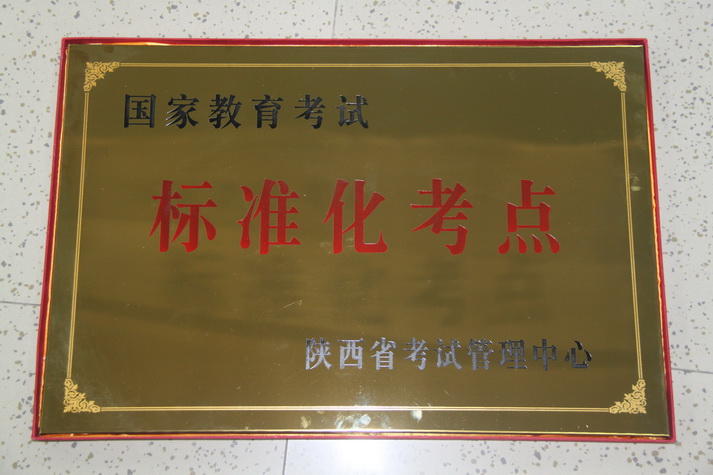 国家教育考试
标准化考点
陕西省考试管理中心